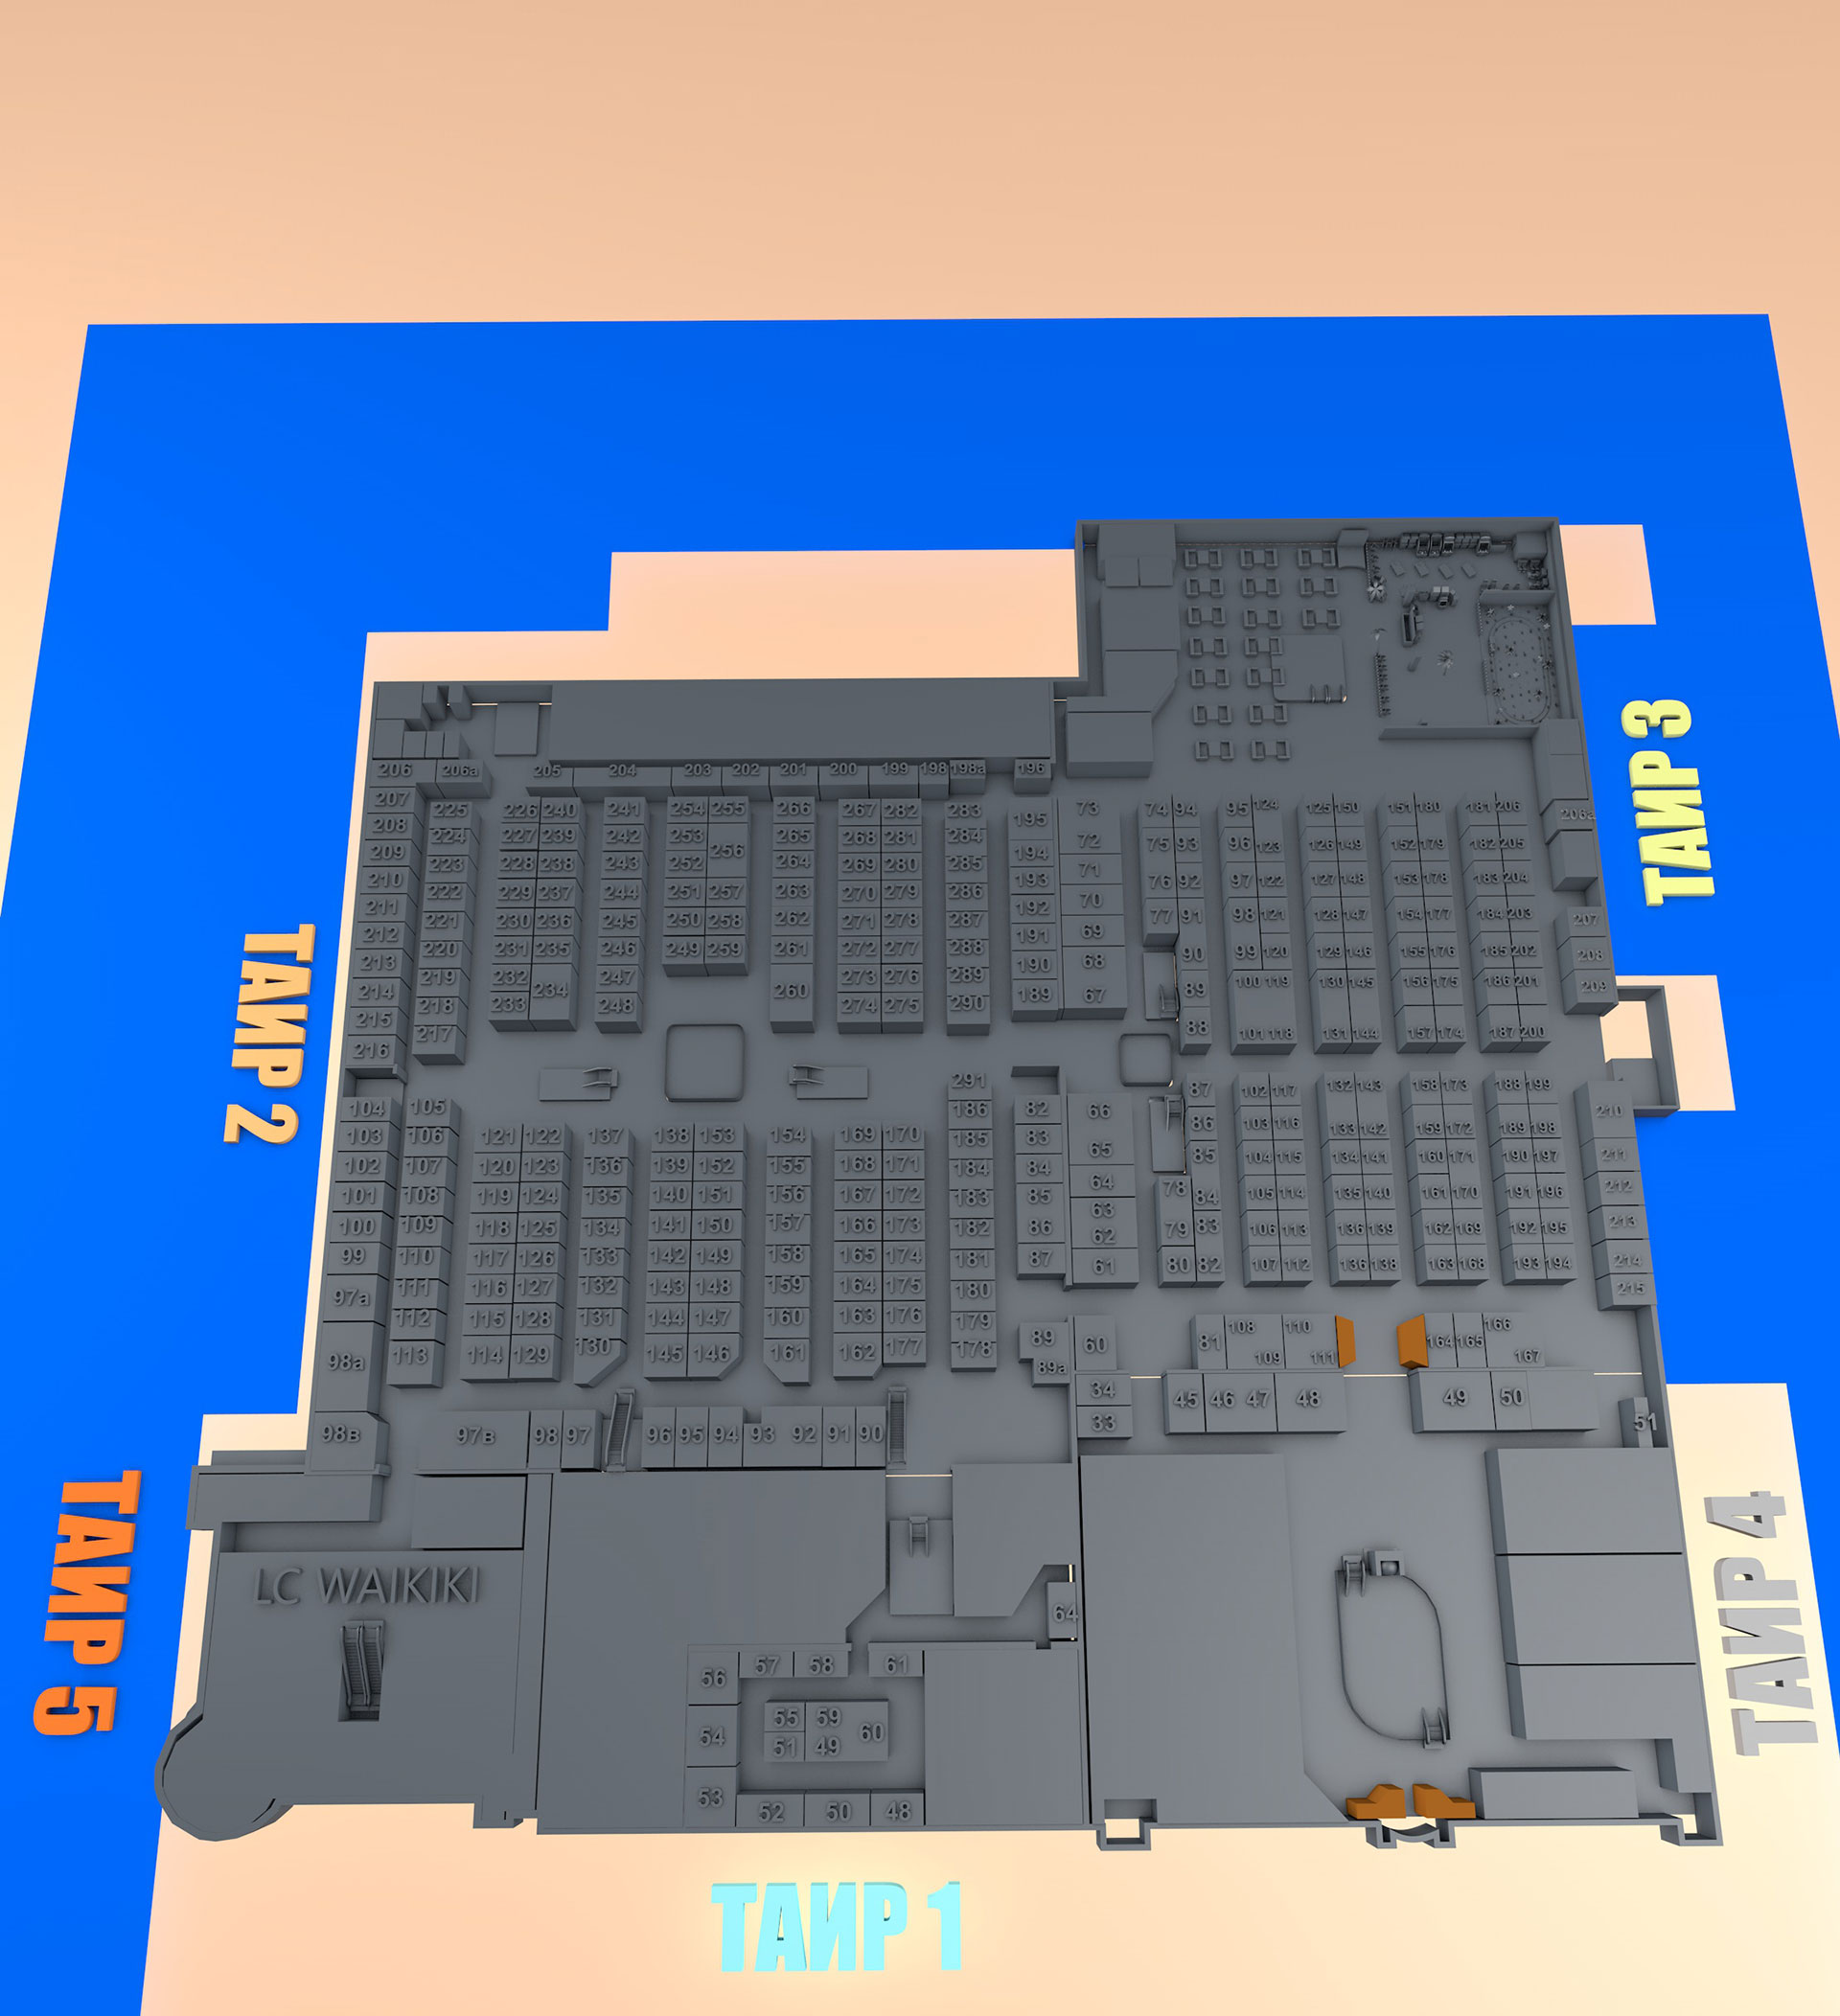 206 206a 205 204 203 202 201 200 199 198 198a 196
207 225 226 240 241 254 255 266 267 282 283 195 73 74 94 95 124 125 150 151 180 181 206
206a
208 224 227 239 242 253 256 265 268 281 284 194 72 75 93 96 123 126 149 152 179 182 205
209 223 228 238 243 252 264 269 280 285 193 71 76 92 97 122 127 148 153 178 183 204
210 222 229 237 244 251 257 263 270 279 286 192 70 77 91 98 121 128 147 154 177 184 203 207
211 221 230 236 245 250 258 262 271 278 287 191 69 90 99 120 129 146 155 176 185 202 208
212 220 231 235 246 249 259 261 272 277 288 190 68 89 100 119 130 145 156 175 186 201 209
213 219 232 234 247 260 273 276 289 189 67 88 101 118 131 144 157 174 187 200
214 218 233 248 274 275 290
215 217
216
291 87 102 117 132 143 158 173 188 199 210
104 105 186 82 66 86 103 116 133 142 159 172 189 198
103 106 121 122 137 138 153 154 169 170 185 83 65 85 104 115 134 141 160 171 190 197 211
102 107 120 123 136 139 152 155 168 171 184 84 64 78 84 105 114 135 140 161 170 191 196 212
101 108 119 124 135 140 151 156 167 172 183 85 63 79 83 106 113 136 139 162 169 192 195 213
100 109 118 125 134 141 150 157 166 173 182 86 62 80 82 107 112 136 138 163 168 193 194 214
99 110 117 126 133 142 149 158 165 174 181 87 61 215
97a 111 116 127 132 143 148 159 164 175 180
112 115 128 131 144 147 160 163 176 179 89 60 81 108 110 164 165 166
98a 113 114 129 130 145 146 161 162 177 178 89a 109 111 167
34 45 46 47 48 49 50
98в 97в 98 97 96 95 94 93 92 91 90 33 51
LC WAIKIKI
64
56 57 58 61
54 55 59 60
51 49
53 52 50 48
ТАИР 1
ТАИР 2
ТАИР 3
ТАИР 4
ТАИР 5